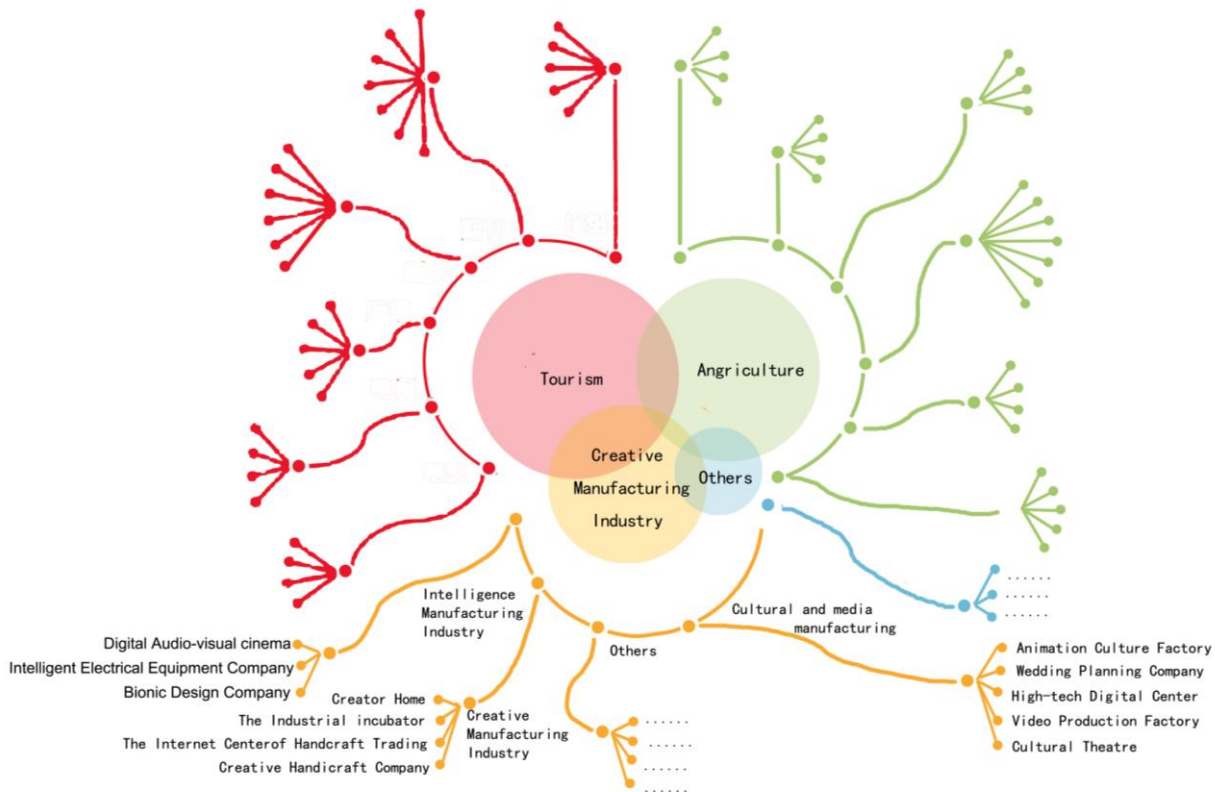 Tourism
Angriculture
Creative
Manufacturing
Industry
Others
Intelligence
Manufacturing
Industry
Digital Audio-visual cinema
Intelligent Electrical Equipment Company
Bionic Design Company
Creator Home
The Industrial incubator
The Internet Centerof Handcraft Trading
Creative Handicraft Company
Creative
Manufacturing
Industry
Others
......
......
......
......
Cultural and media
manufacturing
......
......
......
Animation Culture Factory
Wedding Planning Company
High-tech Digital Center
Video Production Factory
Cultural Theatre